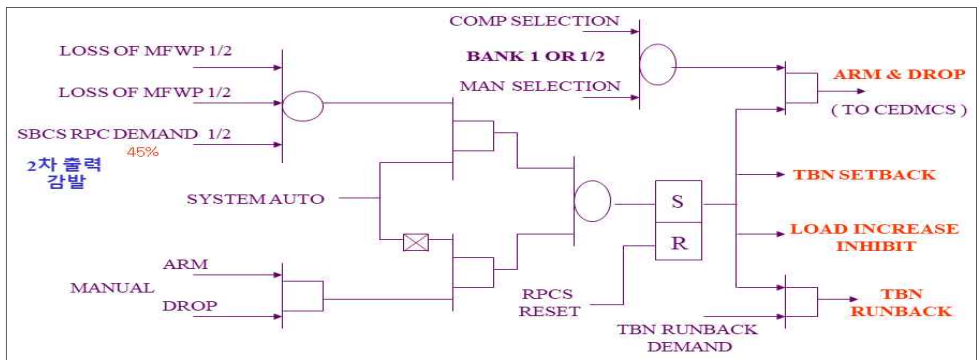 COMP SELECTION
LOSS OF MFWP 1/2
BANK 1 OR 1/2
ARM & DROP
MAN SELECTION
LOSS OF MFWP 1/2
( TO CEDMCS )
SBCS RPC DEMAND 1/2
45%
2차 출력
감발
TBN SETBACK
SYSTEM AUTO
S
LOAD INCREASE
INHIBIT
R
ARM
MANUAL
RPCS
RESET
TBN
RUNBACK
DROP
TBN RUNBACK
DEMAND